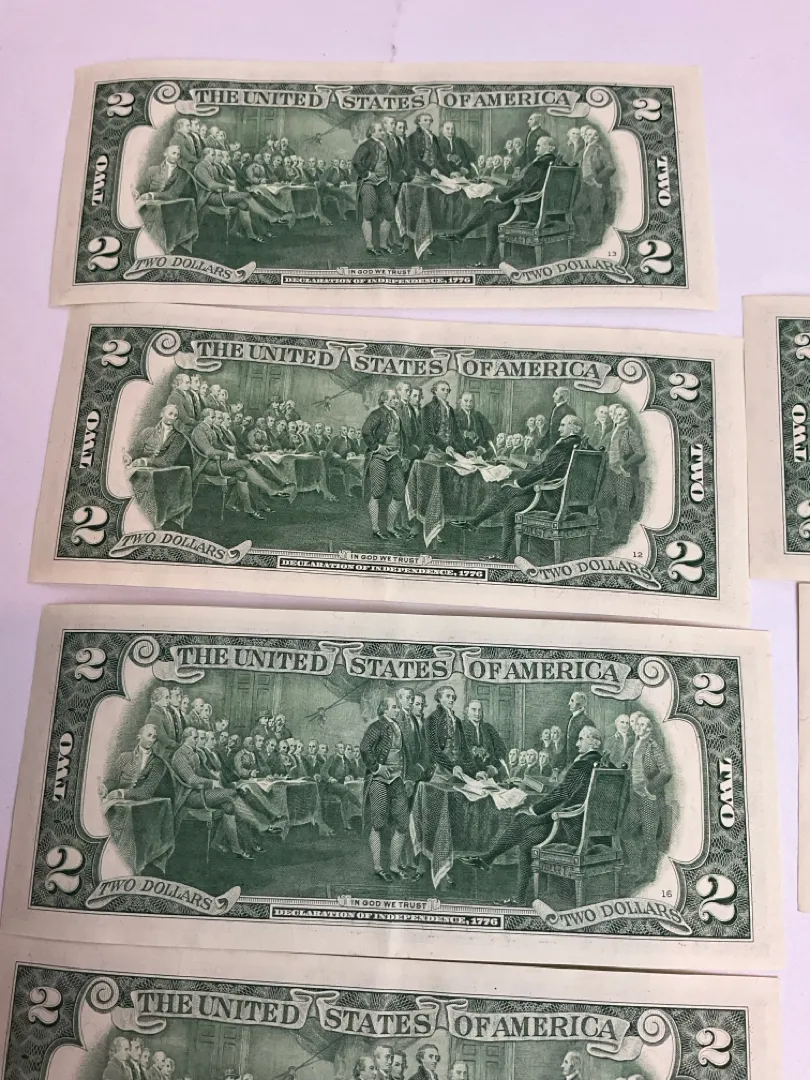 2 THE UNITED STATES OF AMERICA 2
TWO TWO
13
2 TWO DOLLARS IN GOD WE TRUST TWO DOLLARS 2
DECLARATION OF INDEPENDENCE, 1776
2 THE UNITED STATES OF AMERICA 2
TWO TWO
12
2 TWO DOLLARS IN GOD WE TRUST TWO DOLLARS 2
DECLARATION OF INDEPENDENCE, 1776
2
TWO
2
2 THE UNITED STATES OF AMERICA 2
TWO TWO
16
2 TWO DOLLARS IN GOD WE TRUST TWO DOLLARS 2
DECLARATION OF INDEPENDENCE, 1776
2 THE UNITED STATES OF AMERICA 2